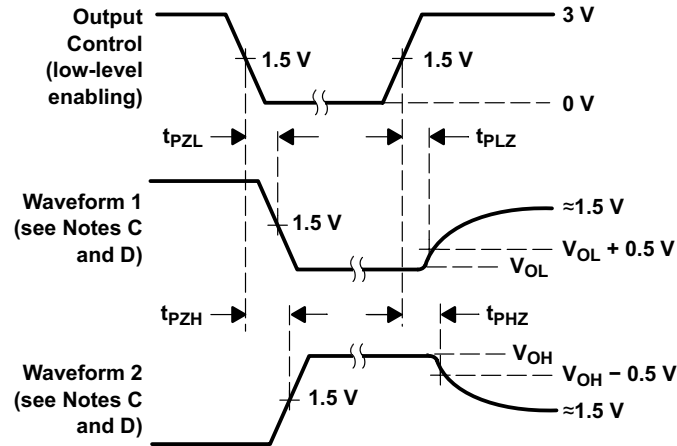 Output
Control
(low-level
enabling)
3 V
1.5 V
1.5 V
0 V
tPZL
tPLZ
Waveform 1
(see Notes C
and D)
1.5 V
≈1.5 V
VOL + 0.5 V
VOL
tPZH
tPHZ
Waveform 2
(see Notes C
and D)
1.5 V
VOH
VOH − 0.5 V
≈1.5 V